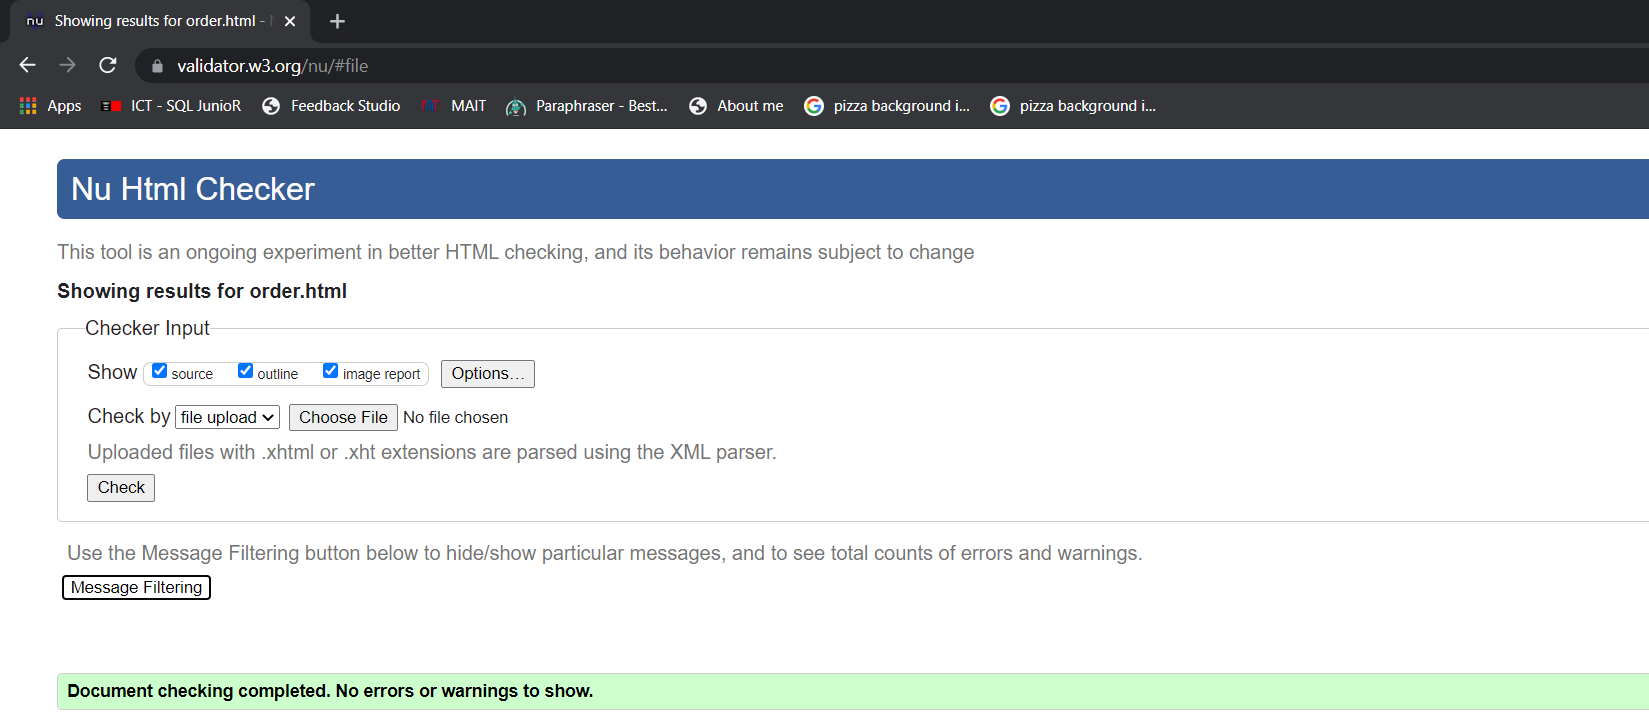 nu Showing results for order.html -
validator.w3.org/nu/#file
Apps ICT - SQL JunioR Feedback Studio MAIT Paraphraser - Best... About me pizza background i... pizza background i...
Nu Html Checker
This tool is an ongoing experiment in better HTML checking, and its behavior remains subject to change
Showing results for order.html
Checker Input
Show source outline image report Options...
Check by file upload Choose File No file chosen
Uploaded files with .xhtml or .xht extensions are parsed using the XML parser.
Check
Use the Message Filtering button below to hide/show particular messages, and to see total counts of errors and warnings.
Message Filtering
Document checking completed. No errors or warnings to show.